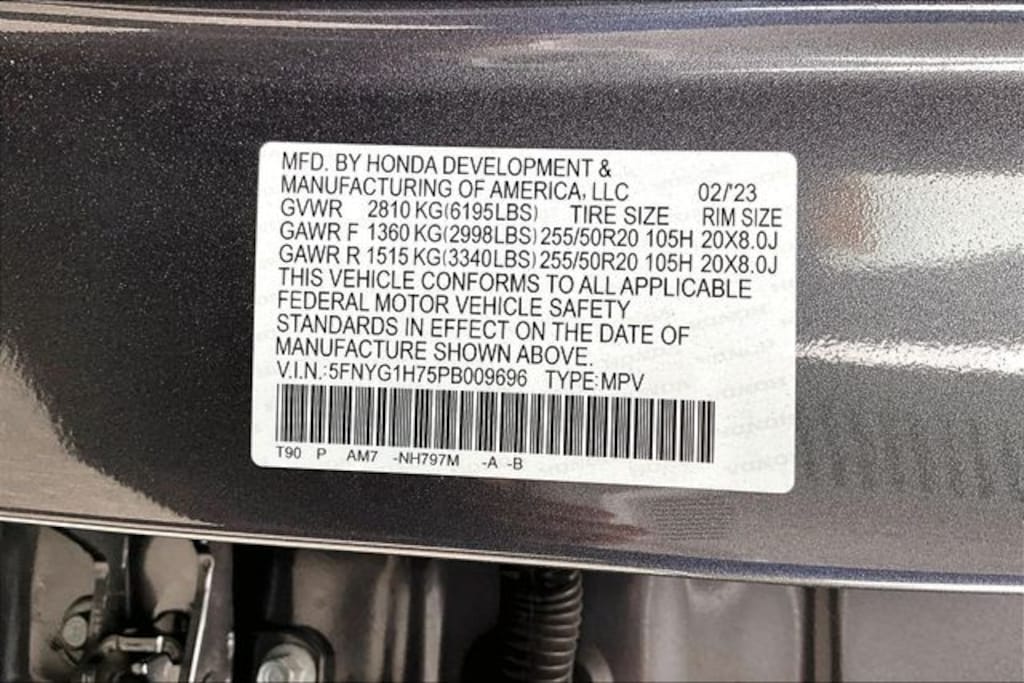 MFD. BY HONDA DEVELOPMENT &
MANUFACTURING OF AMERICA, LLC 02/'23
GVWR 2810 KG(6195LBS) TIRE SIZE RIM SIZE
GAWR F 1360 KG(2998LBS) 255/50R20 105H 20X8.0J
GAWR R 1515 KG(3340LBS) 255/50R20 105H 20X8.0J
THIS VEHICLE CONFORMS TO ALL APPLICABLE
FEDERAL MOTOR VEHICLE SAFETY
STANDARDS IN EFFECT ON THE DATE OF
MANUFACTURE SHOWN ABOVE.
V.I.N.:5FNYG1H75PB009696 TYPE:MPV
T90 P AM7 -NH797M -A -B